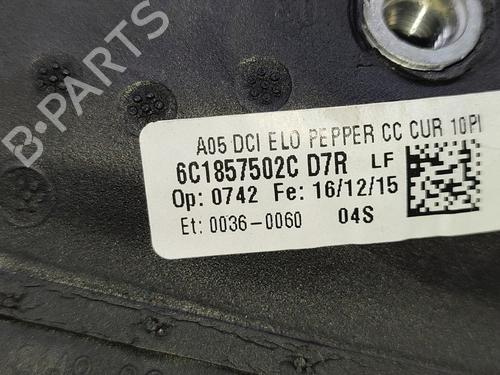 A05 DCI ELO PEPPER CC CUR 10PI
6C1857502C D7R LF
Op: 0742 Fe: 16/12/15
Et: 0036-0060 04S
B-PARTS